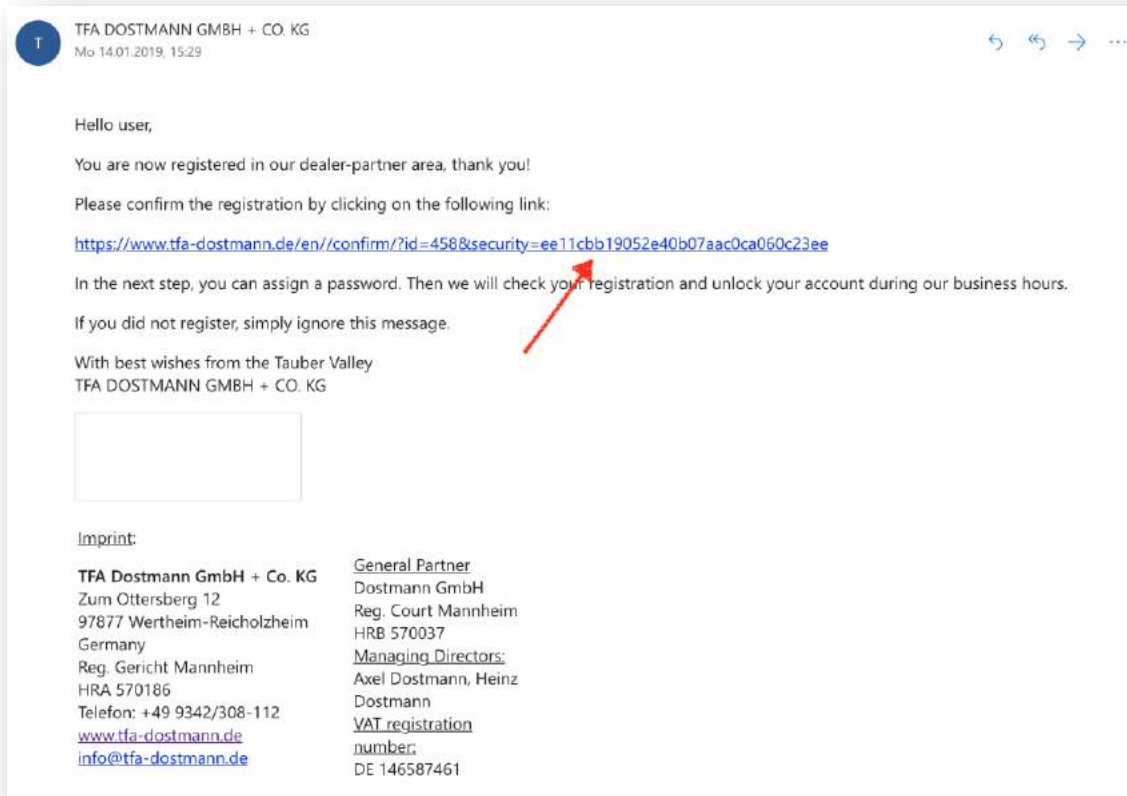 TFA DOSTMANN GMBH + CO. KG
T
Mo 14.01.2019, 15:29
Hello user,
You are now registered in our dealer-partner area, thank you!
Please confirm the registration by clicking on the following link:
https://www.tfa-dostmann.de/en//confirm/?id=458&security=ee11cbb19052e40b07aac0ca060c23ee
In the next step, you can assign a password. Then we will check your registration and unlock your account during our business hours.
If you did not register, simply ignore this message.
With best wishes from the Tauber Valley
TFA DOSTMANN GMBH + CO. KG
Imprint:
TFA Dostmann GmbH + Co. KG
Zum Ottersberg 12
97877 Wertheim-Reicholzheim
Germany
Reg. Gericht Mannheim
HRA 570186
Telefon: +49 9342/308-112
www.tfa-dostmann.de
info@tfa-dostmann.de
General Partner
Dostmann GmbH
Reg. Court Mannheim
HRB 570037
Managing Directors:
Axel Dostmann, Heinz
Dostmann
VAT registration
number:
DE 146587461